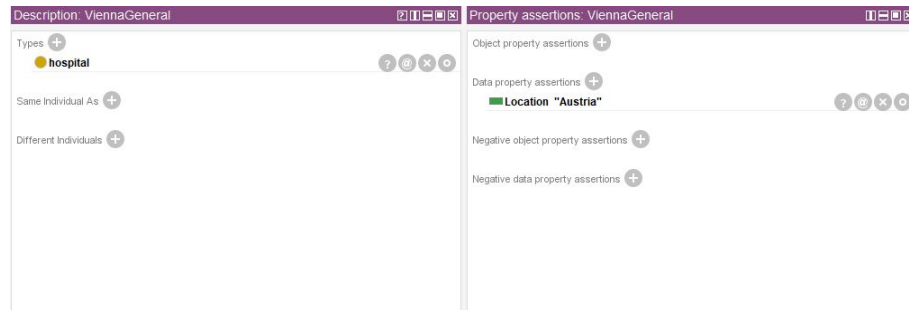 Description: ViennaGeneral
Types
hospital
Same Individual As
Different Individuals
Property assertions: ViennaGeneral
Object property assertions
Data property assertions
Location "Austria"
Negative object property assertions
Negative data property assertions